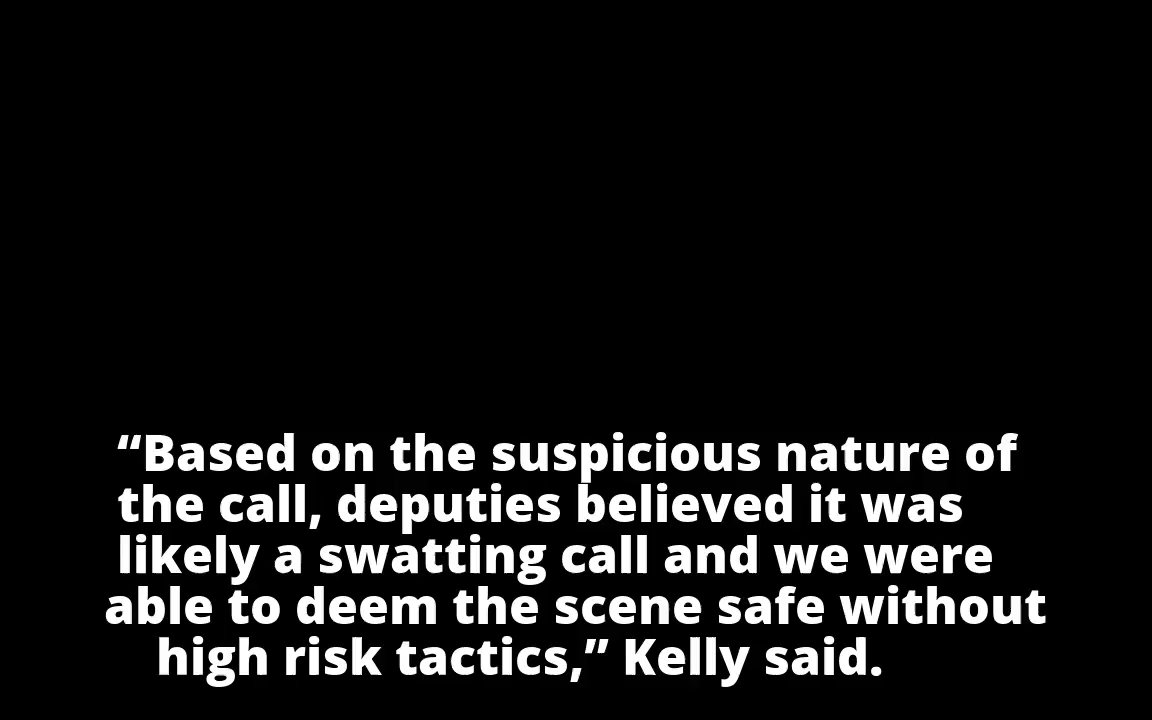 “Based on the suspicious nature of
the call, deputies believed it was
likely a swatting call and we were
able to deem the scene safe without
high risk tactics,” Kelly said.